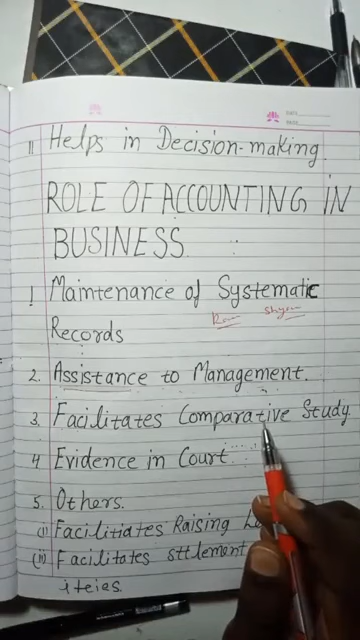 11 Helps in Decision-making.
ROLE OF ACCOUNTING IN
BUSINESS
1 Maintenance of Systematic
Ram Shyam
Records
2. Assistance to Management.
3. Facilitates Comparative Study
4 Evidence in Court
5. Others.
(i) Facilitiates Raising
(ii) Facilitates sttlement
iteies.